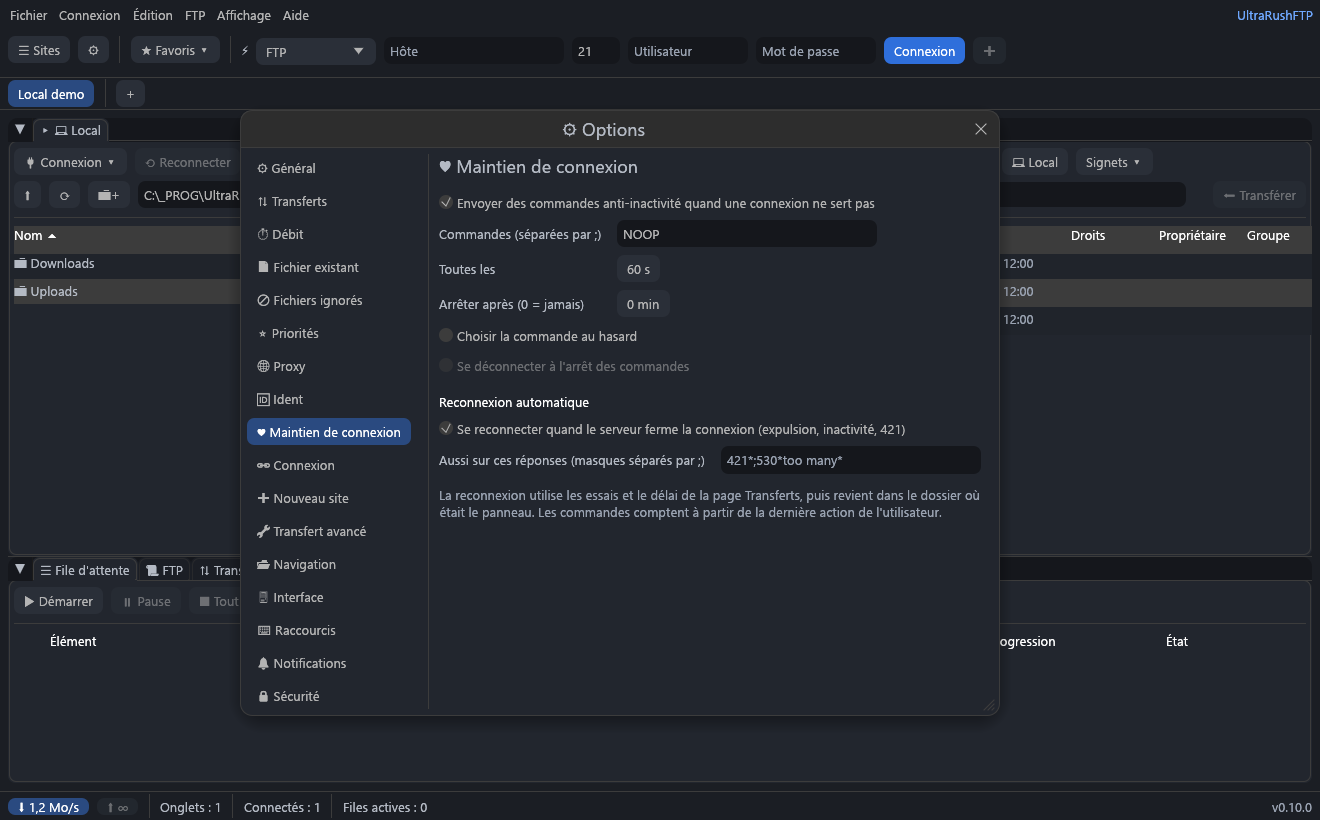 Fichier Connexion Édition FTP Affichage Aide UltraRushFTP
Sites Favoris FTP Hôte 21 Utilisateur Mot de passe Connexion +
Local demo +
Local
Options
Connexion Reconnecter Local Signets
C:\_PROG\UltraR Transférer
Nom Droits Propriétaire Groupe
Downloads 12:00
Uploads 12:00
12:00
Général
Transferts
Débit
Fichier existant
Fichiers ignorés
Priorités
Proxy
Ident
Maintien de connexion
Connexion
Nouveau site
Transfert avancé
Navigation
Interface
Raccourcis
Notifications
Sécurité
Maintien de connexion
Envoyer des commandes anti-inactivité quand une connexion ne sert pas
Commandes (séparées par ;) NOOP
Toutes les 60 s
Arrêter après (0 = jamais) 0 min
Choisir la commande au hasard
Se déconnecter à l'arrêt des commandes
Reconnexion automatique
Se reconnecter quand le serveur ferme la connexion (expulsion, inactivité, 421)
Aussi sur ces réponses (masques séparés par ;) 421*;530*too many*
La reconnexion utilise les essais et le délai de la page Transferts, puis revient dans le dossier où
était le panneau. Les commandes comptent à partir de la dernière action de l'utilisateur.
File d'attente FTP Trans
Démarrer Pause Tout
Élément ogression État
1,2 Mo/s ∞ Onglets : 1 Connectés : 1 Files actives : 0 v0.10.0